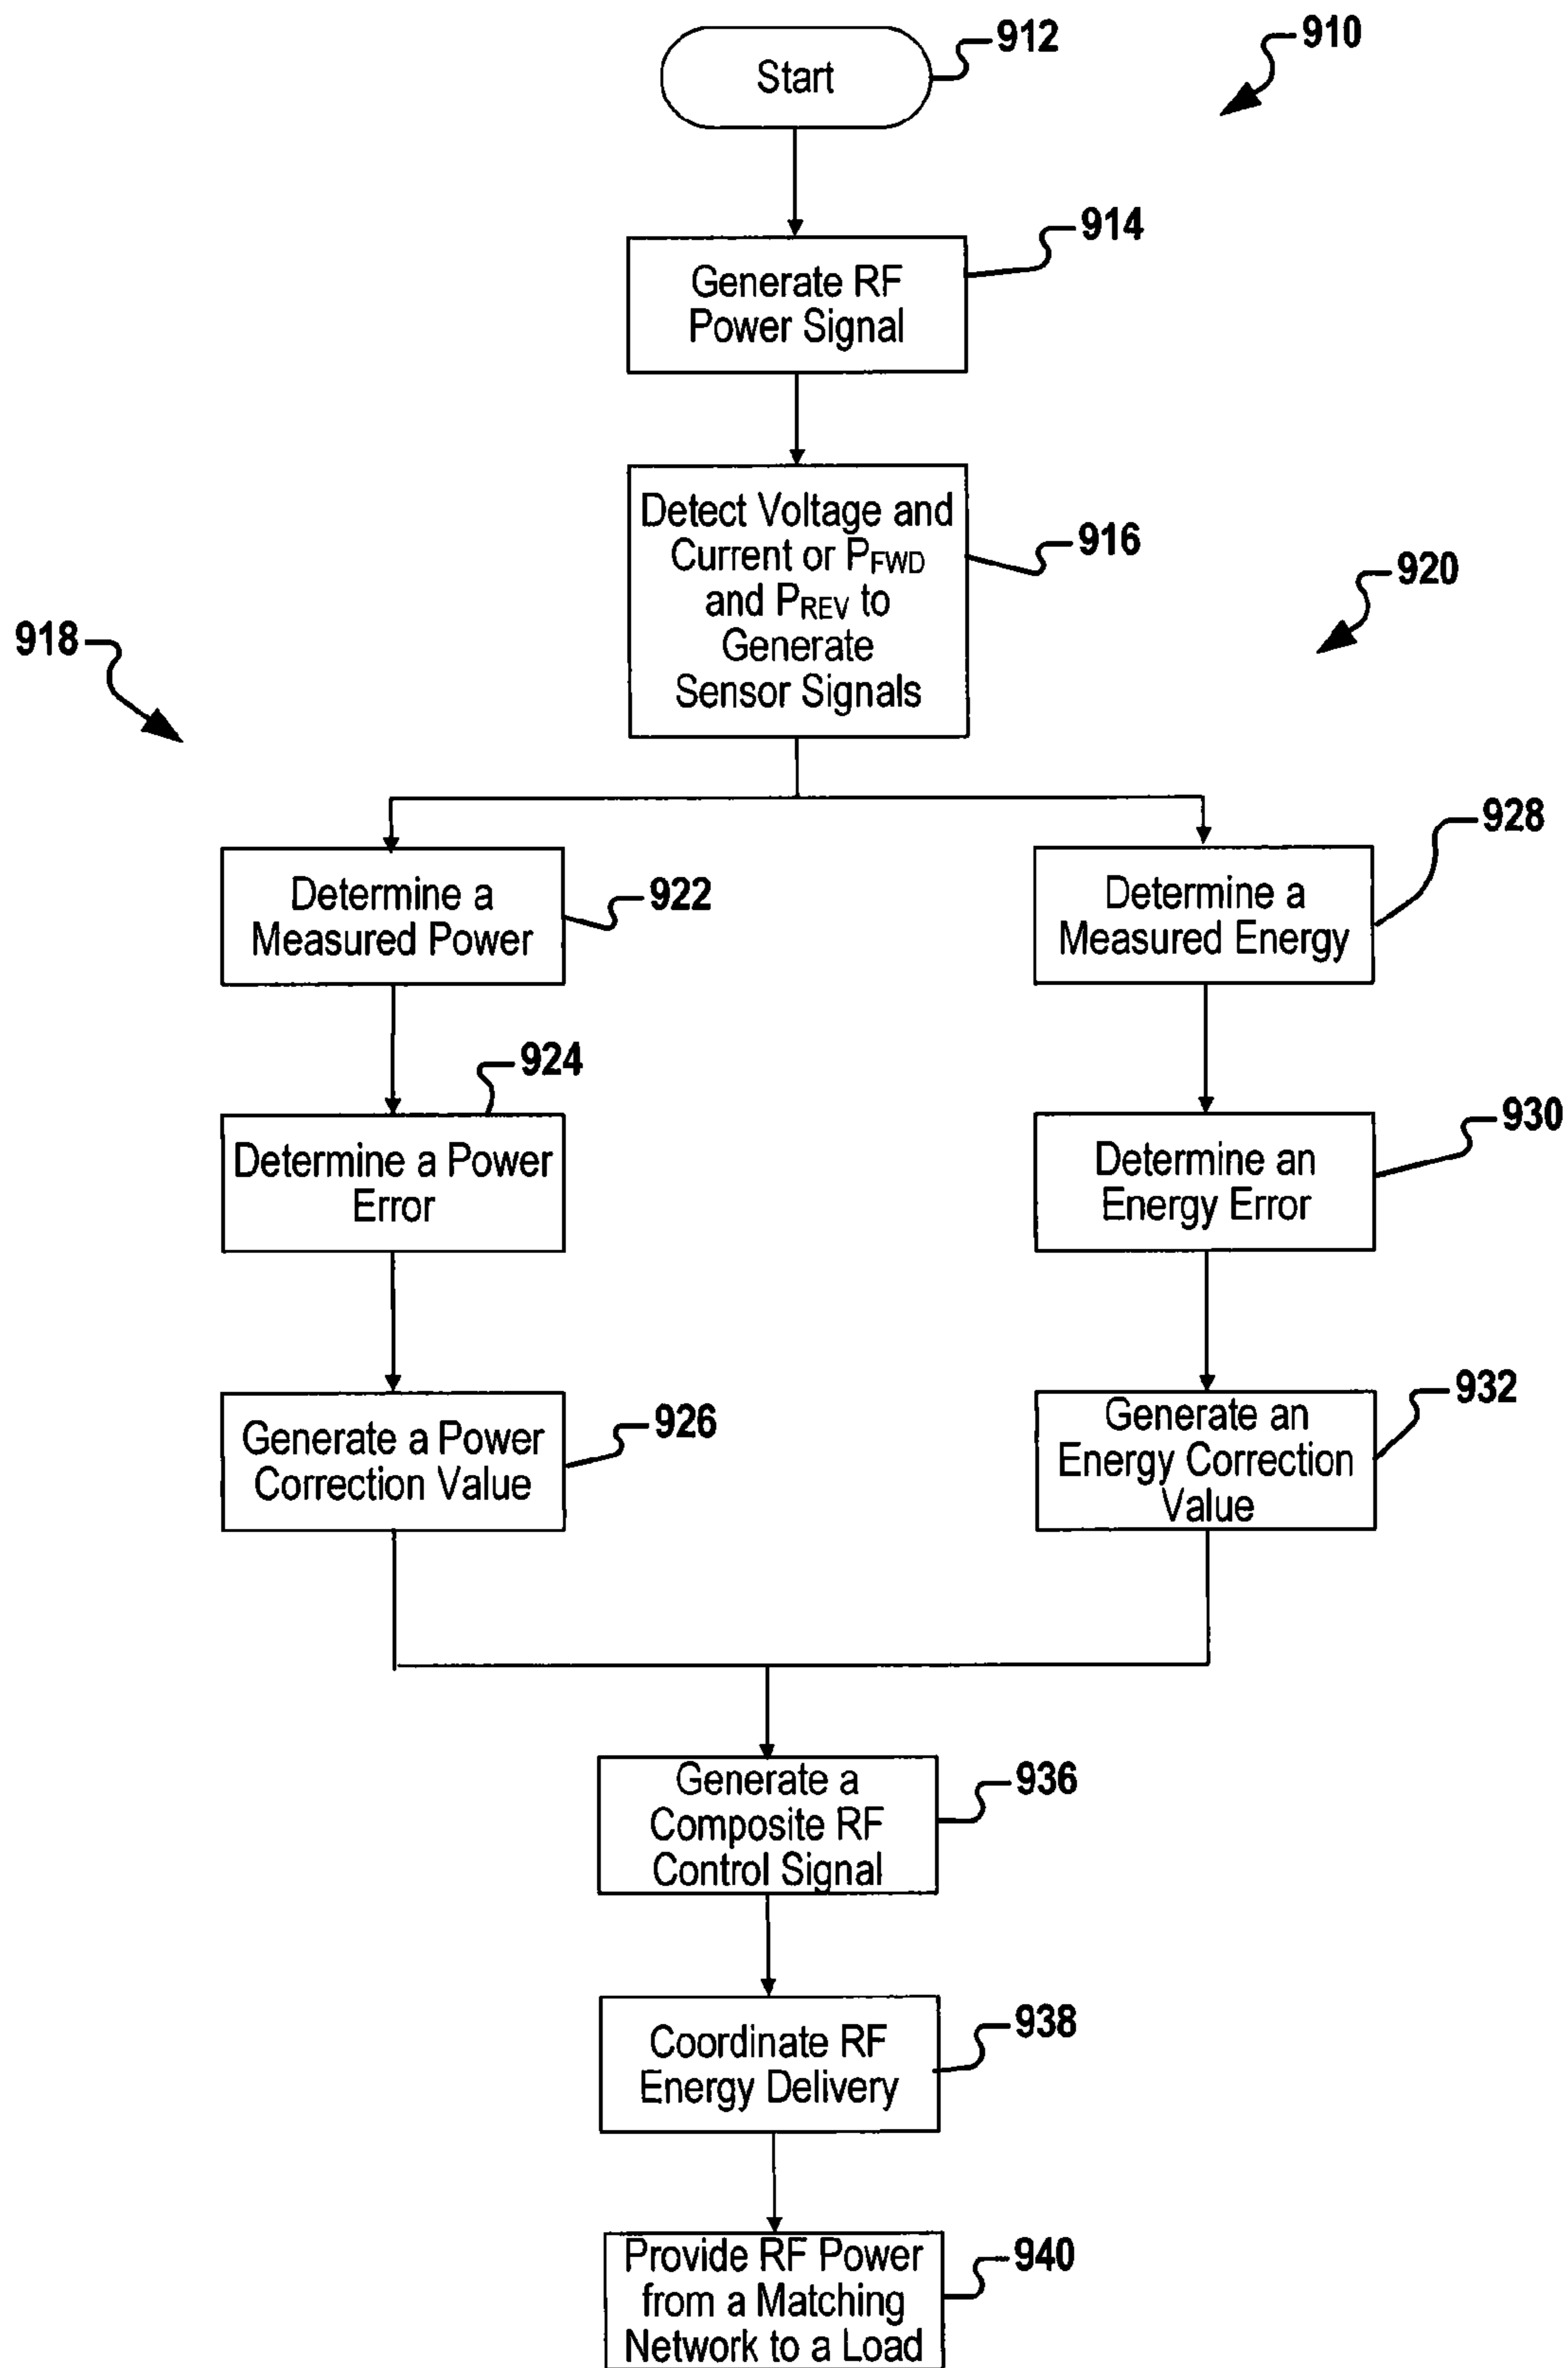 912
910
Start
914
Generate RF
Power Signal
Detect Voltage and
Current or PFWD
and PREV to
Generate
Sensor Signals
916
920
918
928
Determine a
Measured Power
922
Determine a
Measured Energy
924
930
Determine a Power
Error
Determine an
Energy Error
932
926
Generate a Power
Correction Value
Generate an
Energy Correction
Value
Generate a
Composite RF
Control Signal
936
Coordinate RF
Energy Delivery
938
Provide RF Power
from a Matching
Network to a Load
940